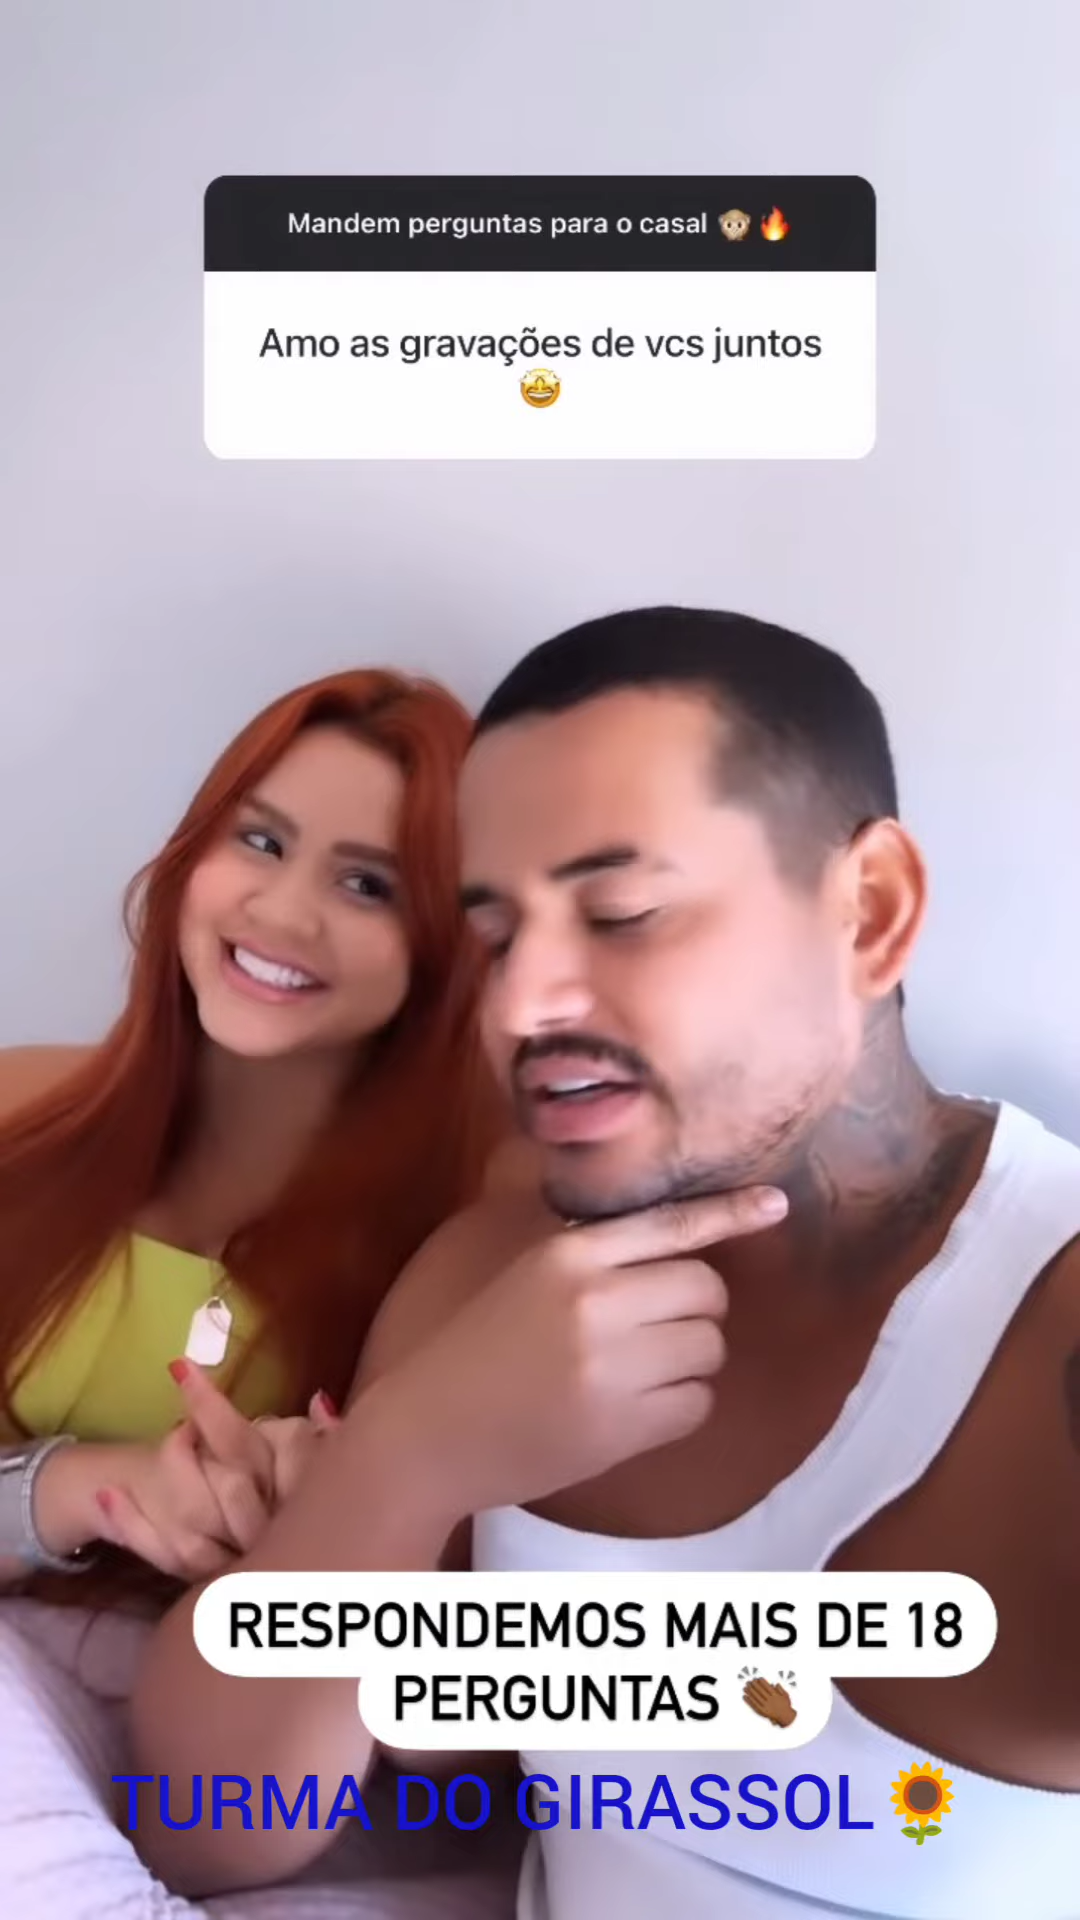 Mandem perguntas para o casal 🙊🔥
Amo as gravações de vcs juntos
🤩
RESPONDEMOS MAIS DE 18
PERGUNTAS 👏🏾
TURMA DO GIRASSOL🌻